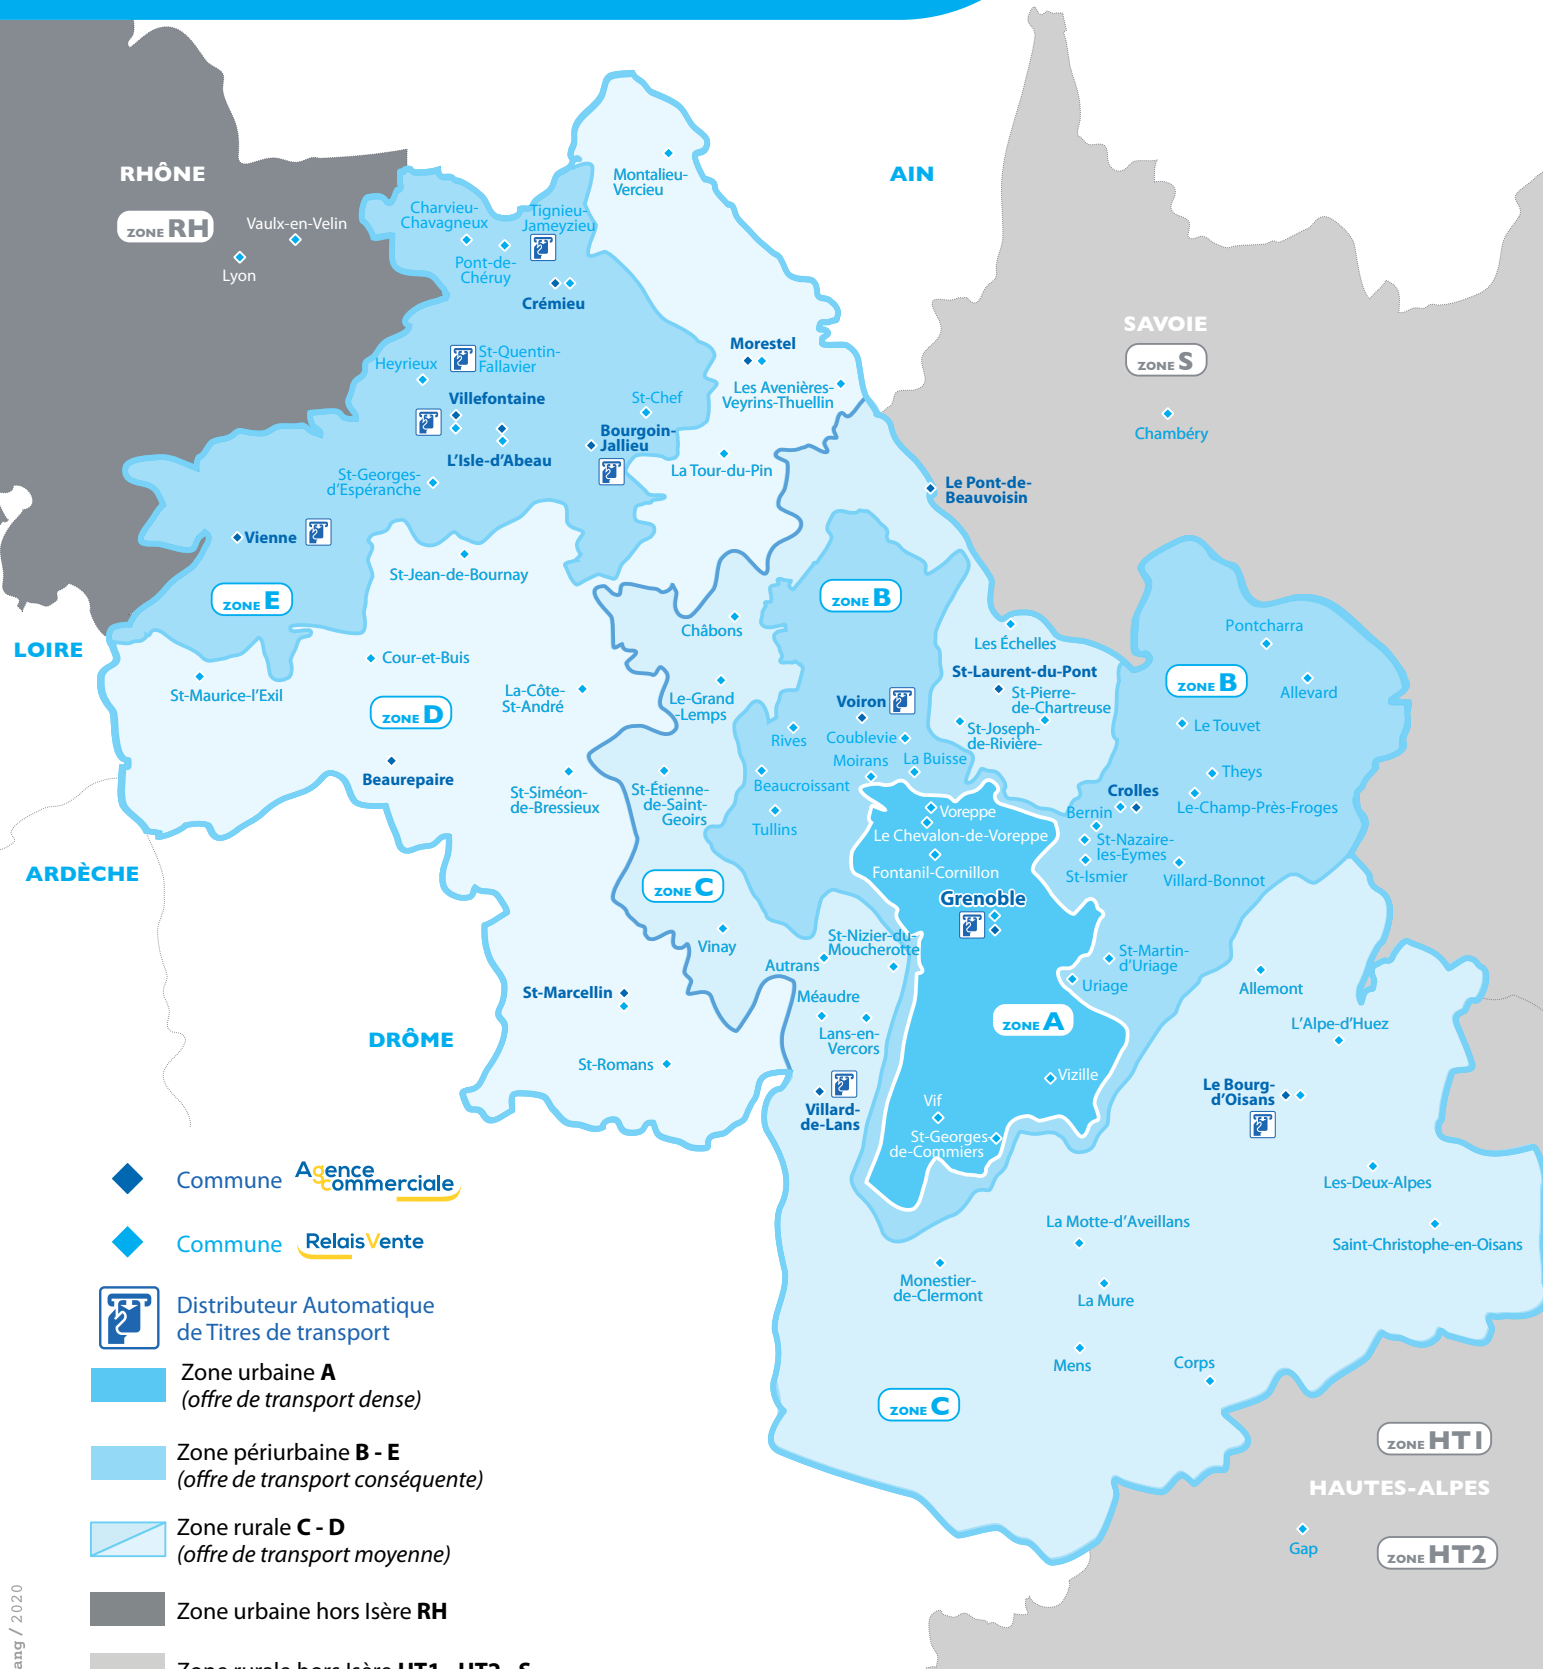 RHÔNE
ZONE RH
Vaulx-en-Velin
Lyon
AIN
Montalieu-
Vercieu
Charvieu-
Chavagneux
Tignieu-
Jameyzieu
Pont-de-
Chéruy
Crémieu
SAVOIE
ZONE S
Chambéry
Morestel
Les Avenières-
Veyrins-Thuellin
St-Quentin-
Fallavier
Heyrieux
Villefontaine
St-Chef
Bourgoin-
Jallieu
L'Isle-d'Abeau
La Tour-du-Pin
St-Georges-
d'Espéranche
Le Pont-de-
Beauvoisin
Vienne
St-Jean-de-Bournay
ZONE E
ZONE B
LOIRE
Châbons
Les Échelles
Pontcharra
Cour-et-Buis
St-Maurice-l'Exil
St-Laurent-du-Pont
ZONE B
Allevard
La-Côte-
St-André
Le-Grand
-Lemps
Voiron
St-Pierre-
de-Chartreuse
ZONE D
Le Touvet
Rives
Coublevie
St-Joseph-
de-Rivière-
Moirans
La Buisse
Beaurepaire
Theys
St-Siméon-
de-Bressieux
St-Étienne-
de-Saint-
Geoirs
Beaucroissant
Crolles
Le-Champ-Près-Froges
Bernin
Voreppe
Tullins
Le Chevalon-de-Voreppe
St-Nazaire-
les-Eymes
ARDÈCHE
Fontanil-Cornillon
St-Ismier
Villard-Bonnot
ZONE C
Grenoble
Vinay
St-Nizier-du-
Moucherotte
Autrans
St-Martin-
d'Uriage
Uriage
Allemont
St-Marcellin
Méaudre
ZONE A
L'Alpe-d'Huez
DRÔME
Lans-en-
Vercors
St-Romans
Vizille
Le Bourg-
d'Oisans
Villard-
de-Lans
Vif
St-Georges-
de-Commiers
Les-Deux-Alpes
La Motte-d'Aveillans
Saint-Christophe-en-Oisans
Monestier-
de-Clermont
La Mure
Mens
Corps
ZONE C
ZONE HT1
HAUTES-ALPES
Gap
ZONE HT2
Commune Agence commerciale
Commune RelaisVente
Distributeur Automatique
de Titres de transport
Zone urbaine A
(offre de transport dense)
Zone périurbaine B - E
(offre de transport conséquente)
Zone rurale C - D
(offre de transport moyenne)
Zone urbaine hors Isère RH
Zone rurale hors Isère HT1 - HT2 - S
ang / 2020